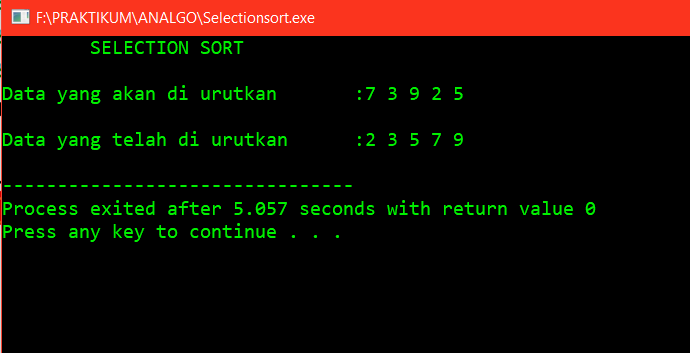 F:\PRAKTIKUM\ANALGO\Selectionsort.exe
SELECTION SORT
Data yang akan di urutkan :7 3 9 2 5
Data yang telah di urutkan :2 3 5 7 9
--------------------------------
Process exited after 5.057 seconds with return value 0
Press any key to continue . . .